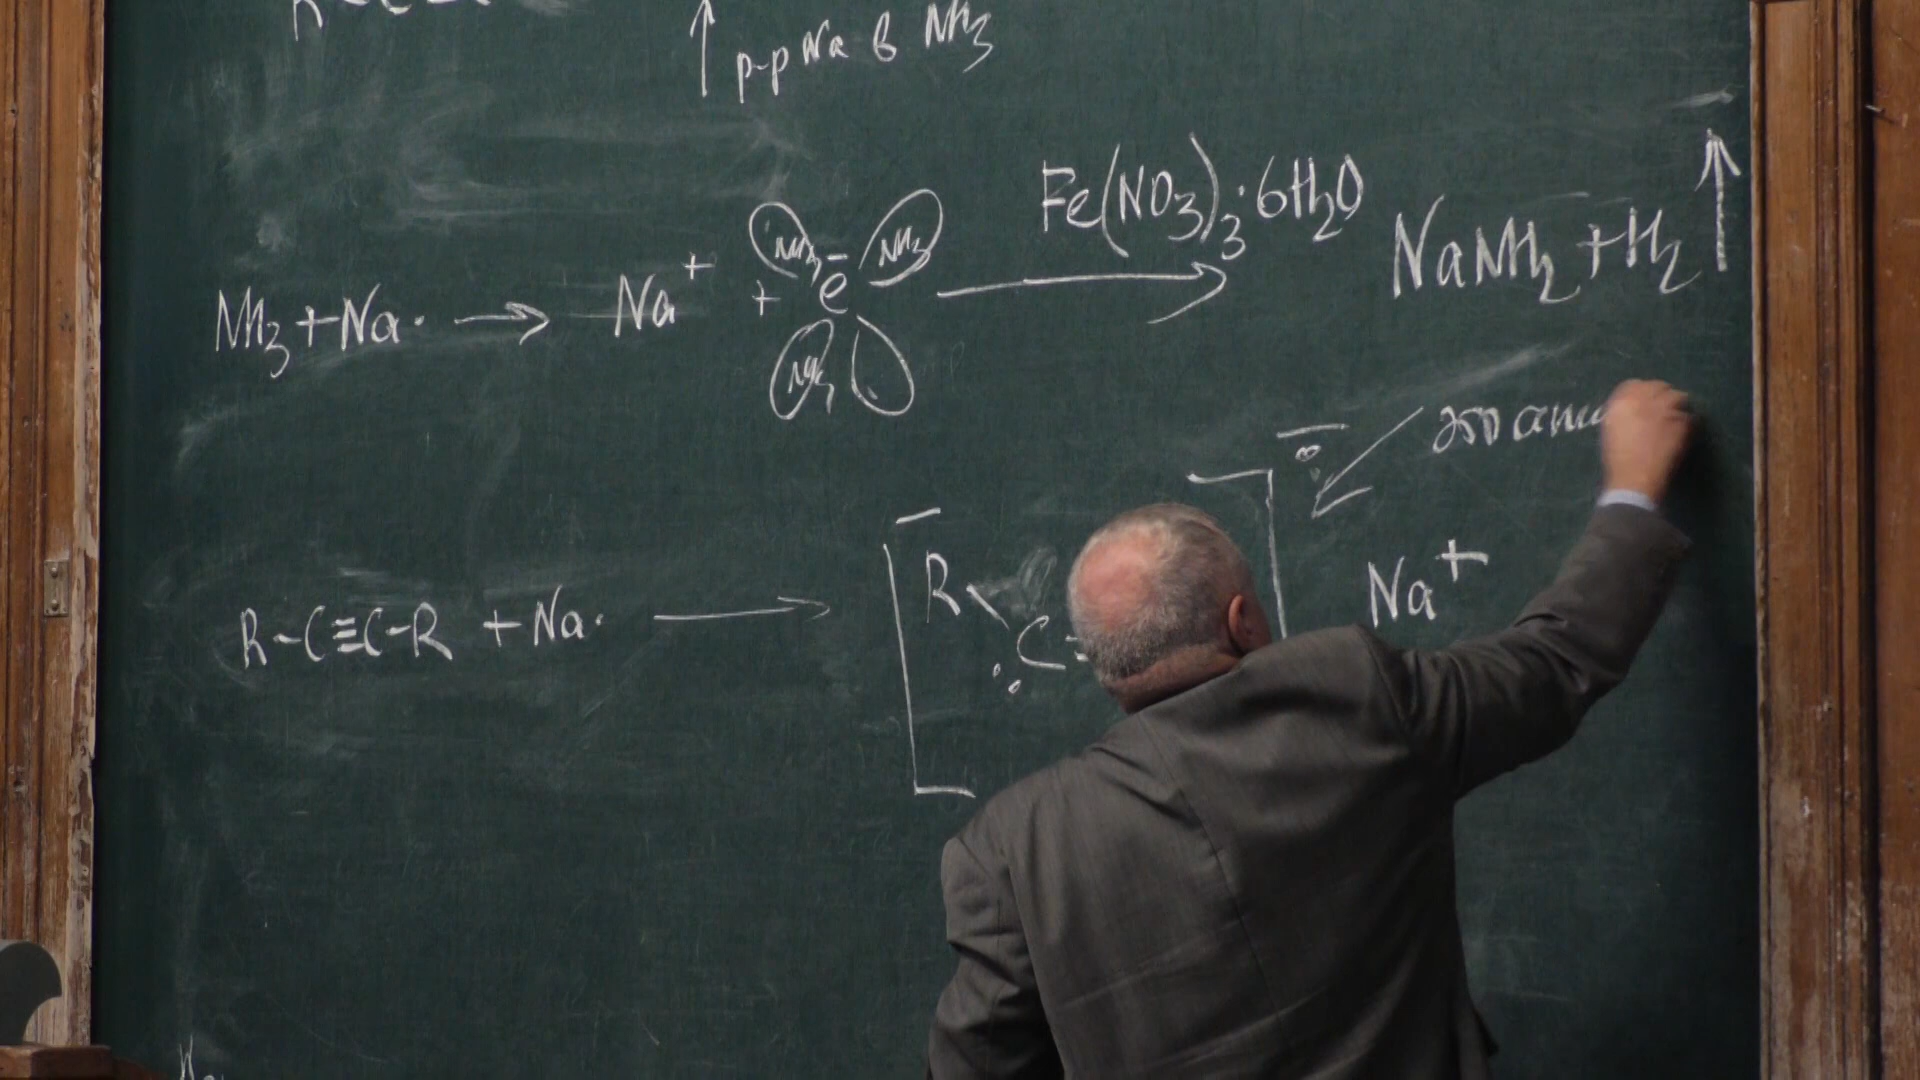 R-C
↑ р-р Na в NH3
Fe(NO3)3·6H2O
NH3 + Na· → Na+ + e- NH3 NH3 NH3 → NaNH2 + H2 ↑
R-C≡C-R + Na· → [R C Na+